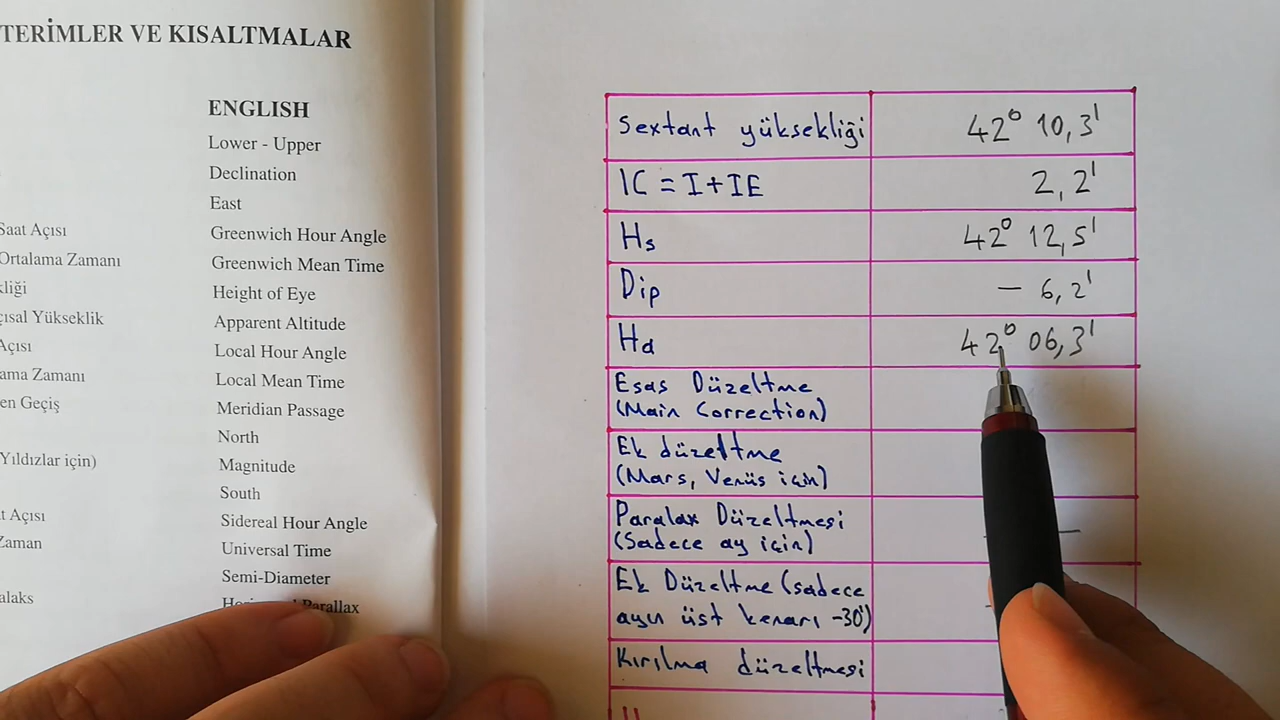 TERİMLER VE KISALTMALAR
ENGLISH
Lower - Upper
Declination
East
Saat Açısı Greenwich Hour Angle
Ortalama Zamanı Greenwich Mean Time
Height of Eye
Yükseklik Apparent Altitude
Açısı Local Hour Angle
Zamanı Local Mean Time
Geçiş Meridian Passage
North
Yıldızlar için) Magnitude
South
Açısı Sidereal Hour Angle
Zaman Universal Time
Semi-Diameter
Parallax
Sextant yüksekliği 42° 10,3'
IC = I + IE 2,2'
Hs 42° 12,5'
Dip - 6,2'
Ha 42° 06,3'
Esas Düzeltme
(Main Correction)
Ek düzeltme
(Mars, Venüs için)
Paralax Düzeltmesi
(Sadece ay için)
Ek Düzeltme (sadece
ayın üst kenarı -30')
Kırılma düzeltmesi